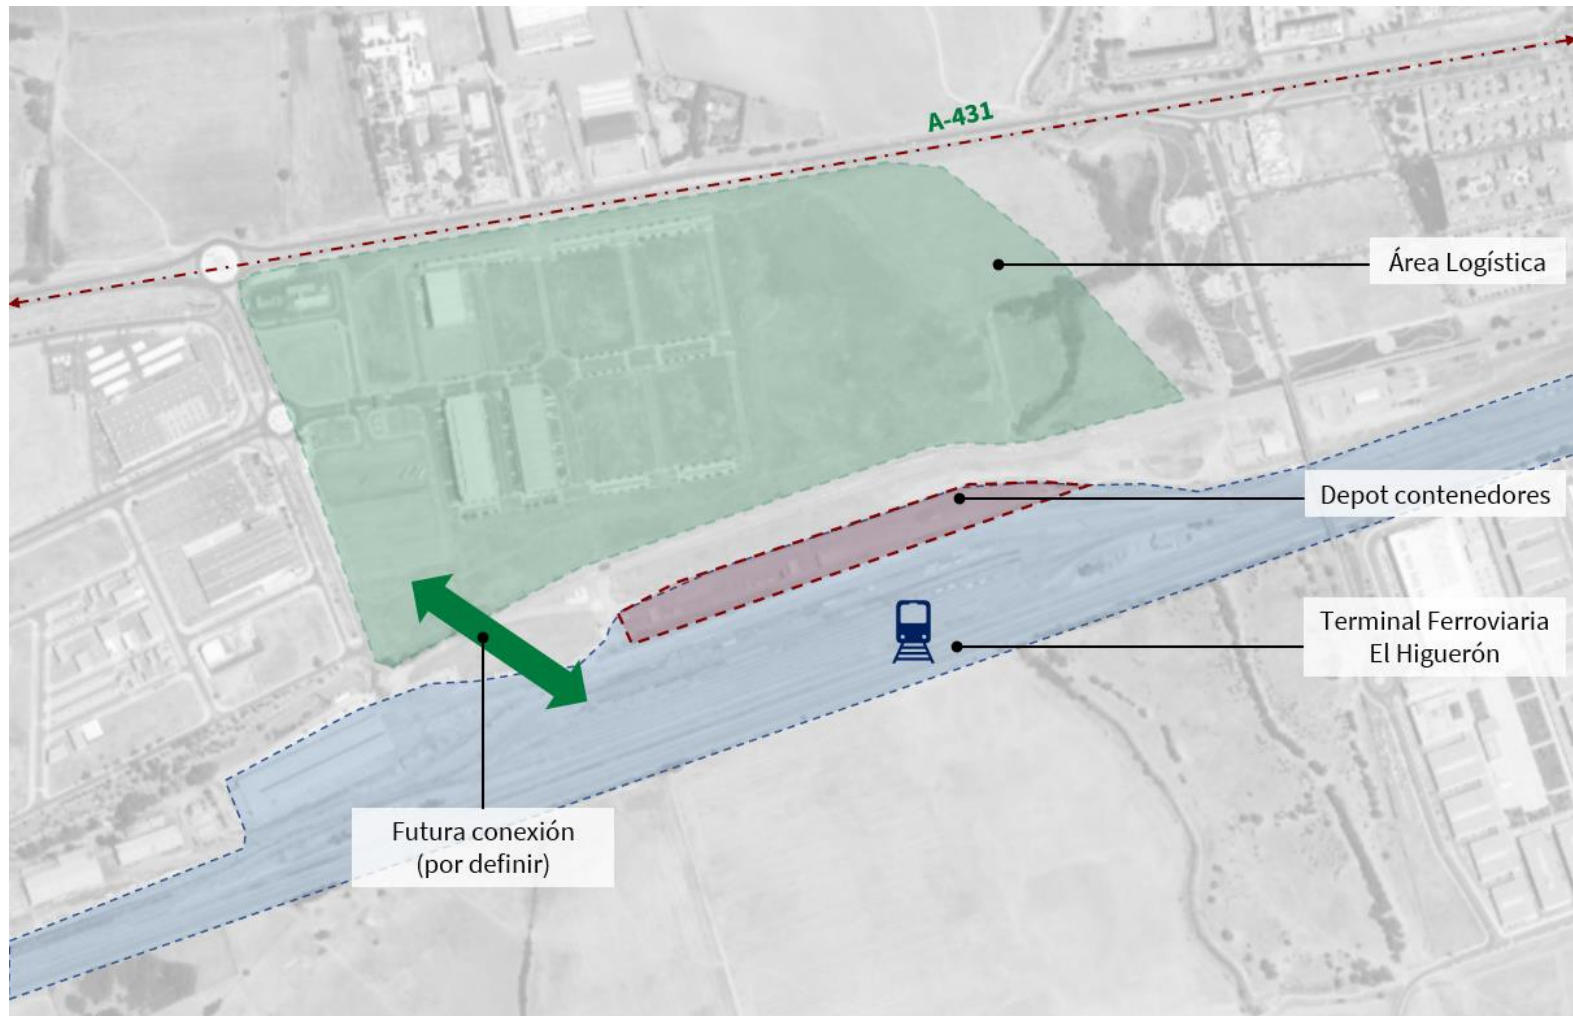 A-431
Área Logística
Depot contenedores
Terminal Ferroviaria
El Higuerón
Futura conexión
(por definir)